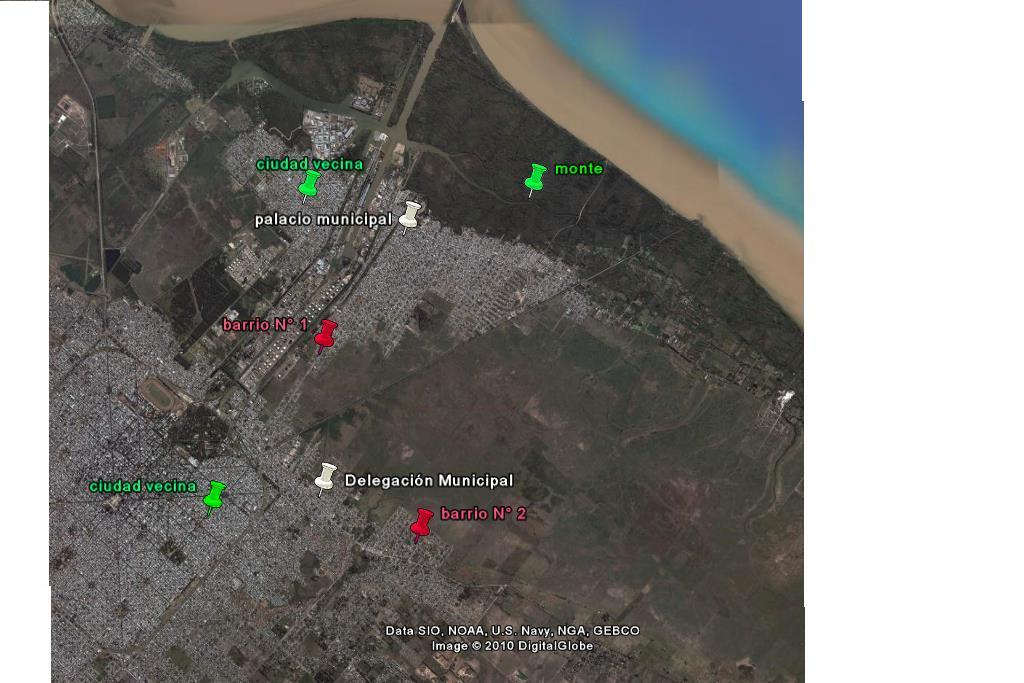 ciudad vecina
monte
palacio municipal
barrio N° 1
Delegación Municipal
ciudad vecina
barrio N° 2
Data SIO, NOAA, U.S. Navy, NGA, GEBCO
Image © 2010 DigitalGlobe